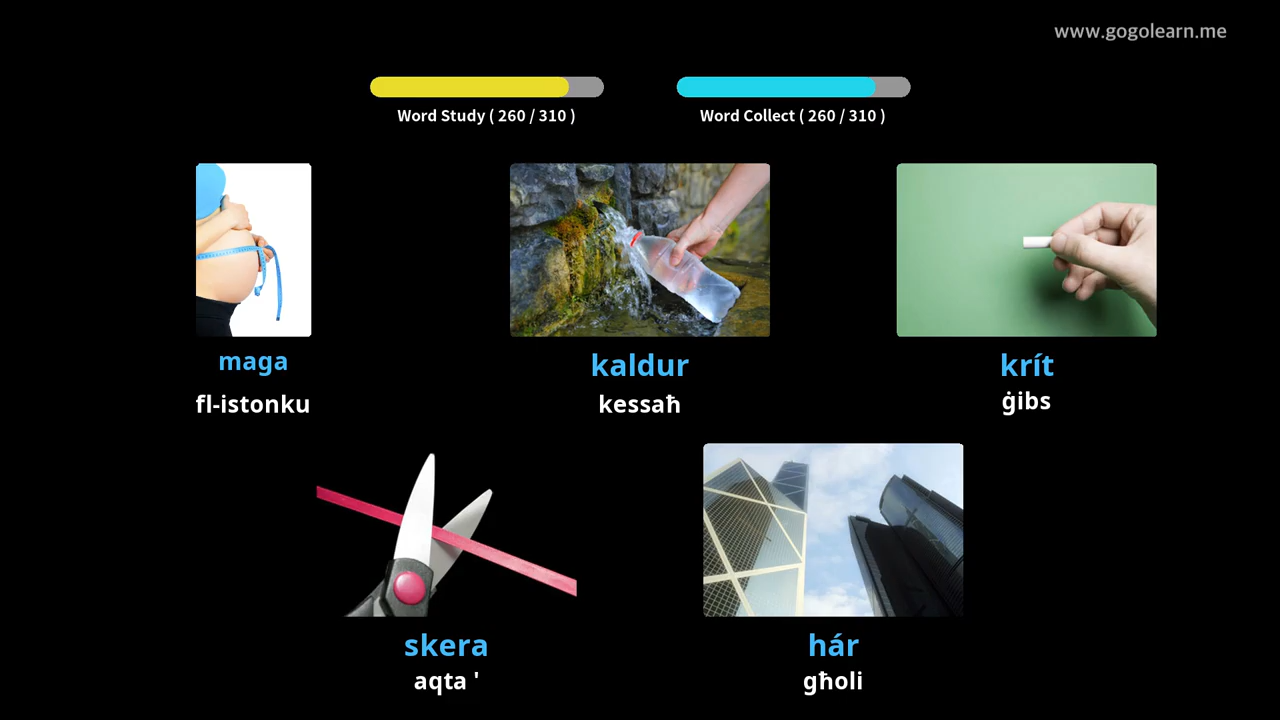 www.gogolearn.me
Word Study ( 260 / 310 )
Word Collect ( 260 / 310 )
maga
fl-istonku
kaldur
kessaħ
krít
ġibs
skera
aqta '
hár
għoli